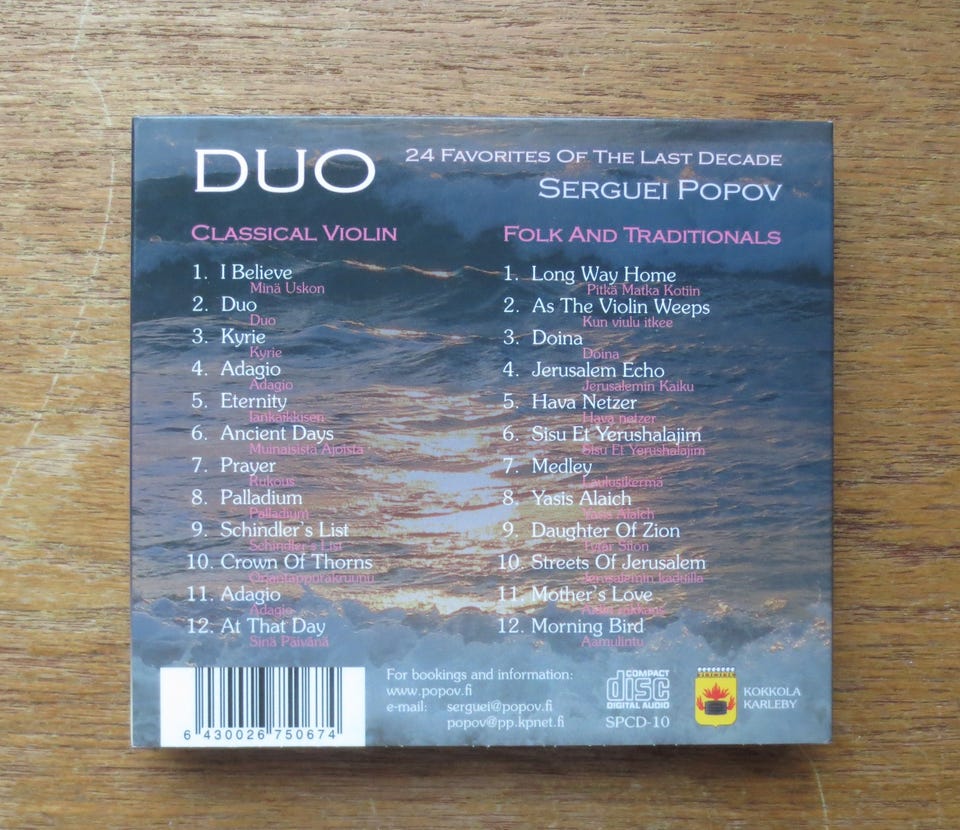 DUO
24 FAVORITES OF THE LAST DECADE
SERGUEI POPOV
CLASSICAL VIOLIN
1. I Believe
Minä Uskon
2. Duo
Duo
3. Kyrie
Kyrie
4. Adagio
Adagio
5. Eternity
Iankaikkisen
6. Ancient Days
Muinaisista Ajoista
7. Prayer
Rukous
8. Palladium
Palladium
9. Schindler's List
Schindler's List
10. Crown Of Thorns
Orjantappurakruunu
11. Adagio
Adagio
12. At That Day
Sinä Päivänä
FOLK AND TRADITIONALS
1. Long Way Home
Pitkä Matka Kotiin
2. As The Violin Weeps
Kun viulu itkee
3. Doina
Doina
4. Jerusalem Echo
Jerusalemin Kaiku
5. Hava Netzer
Hava netzer
6. Sisu Et Yerushalajim
Sisu Et Yerushalajim
7. Medley
Laulusikermä
8. Yasis Alaich
Yasis Alaich
9. Daughter Of Zion
Tytär Siion
10. Streets Of Jerusalem
Jerusalemin kaduilla
11. Mother's Love
Äidin rakkaus
12. Morning Bird
Aamulintu
6 430026 750674
For bookings and information:
www.popov.fi
e-mail: serguei@popov.fi
popov@pp.kpnet.fi
COMPACT
disc
DIGITAL AUDIO
SPCD-10
KOKKOLA
KARLEBY